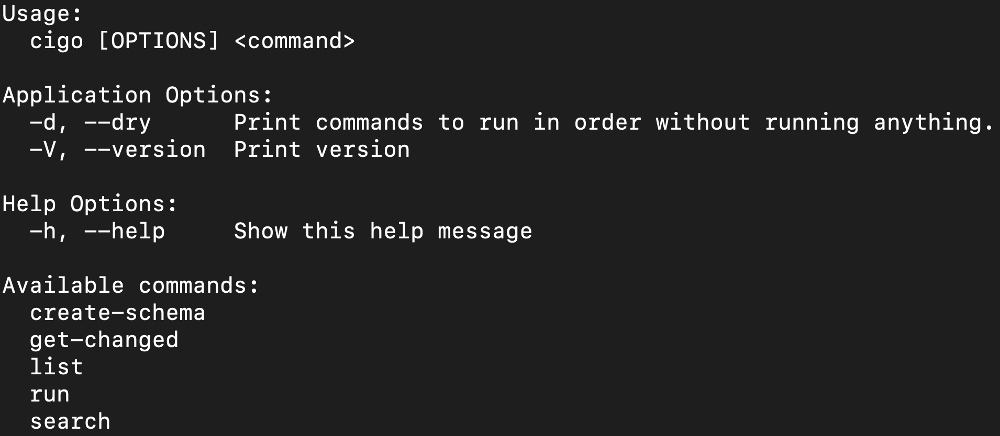 Usage:
  cigo [OPTIONS] <command>

Application Options:
  -d, --dry      Print commands to run in order without running anything.
  -V, --version  Print version

Help Options:
  -h, --help     Show this help message

Available commands:
  create-schema
  get-changed
  list
  run
  search